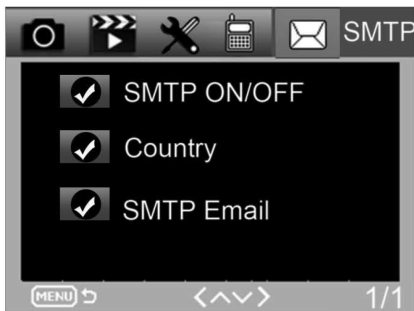 SMTP
SMTP ON/OFF
Country
SMTP Email
MENU 1/1